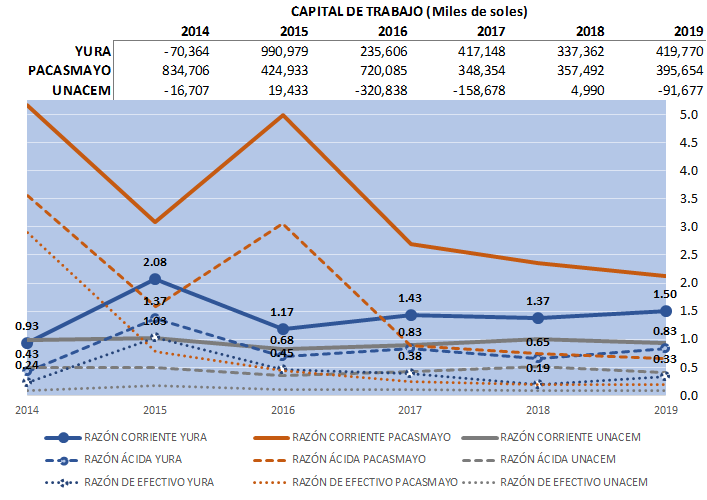 CAPITAL DE TRABAJO (Miles de soles)
2014 2015 2016 2017 2018 2019
YURA -70,364 990,979 235,606 417,148 337,362 419,770
PACASMAYO 834,706 424,933 720,085 348,354 357,492 395,654
UNACEM -16,707 19,433 -320,838 -158,678 4,990 -91,677
5.0
4.5
4.0
3.5
3.0
2.5
2.0
1.5
1.0
0.5
0.0
0.93 2.08 1.17 1.43 1.37 1.50
0.43 1.37 0.68 0.83 0.65 0.83
0.24 1.03 0.45 0.38 0.19 0.33
2014 2015 2016 2017 2018 2019
RAZÓN CORRIENTE YURA RAZÓN CORRIENTE PACASMAYO RAZÓN CORRIENTE UNACEM
RAZÓN ÁCIDA YURA RAZÓN ÁCIDA PACASMAYO RAZÓN ÁCIDA UNACEM
RAZÓN DE EFECTIVO YURA RAZÓN DE EFECTIVO PACASMAYO RAZÓN DE EFECTIVO UNACEM